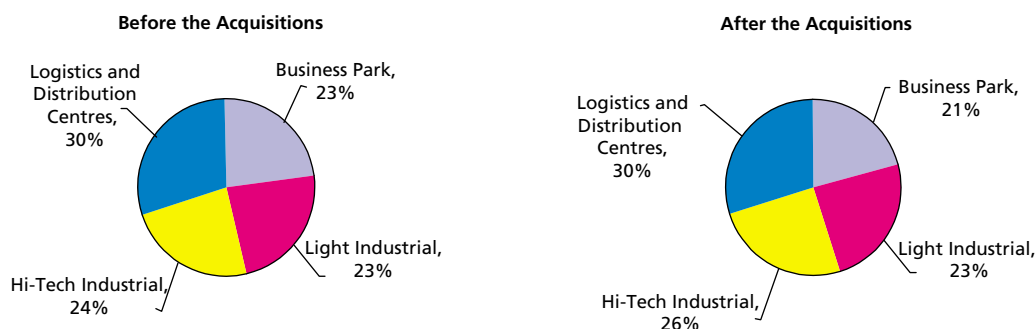 Before the Acquisitions
Logistics and
Distribution
Centres,
30%
Business Park,
23%
Light Industrial,
23%
Hi-Tech Industrial,
24%
After the Acquisitions
Logistics and
Distribution
Centres,
30%
Business Park,
21%
Light Industrial,
23%
Hi-Tech Industrial,
26%